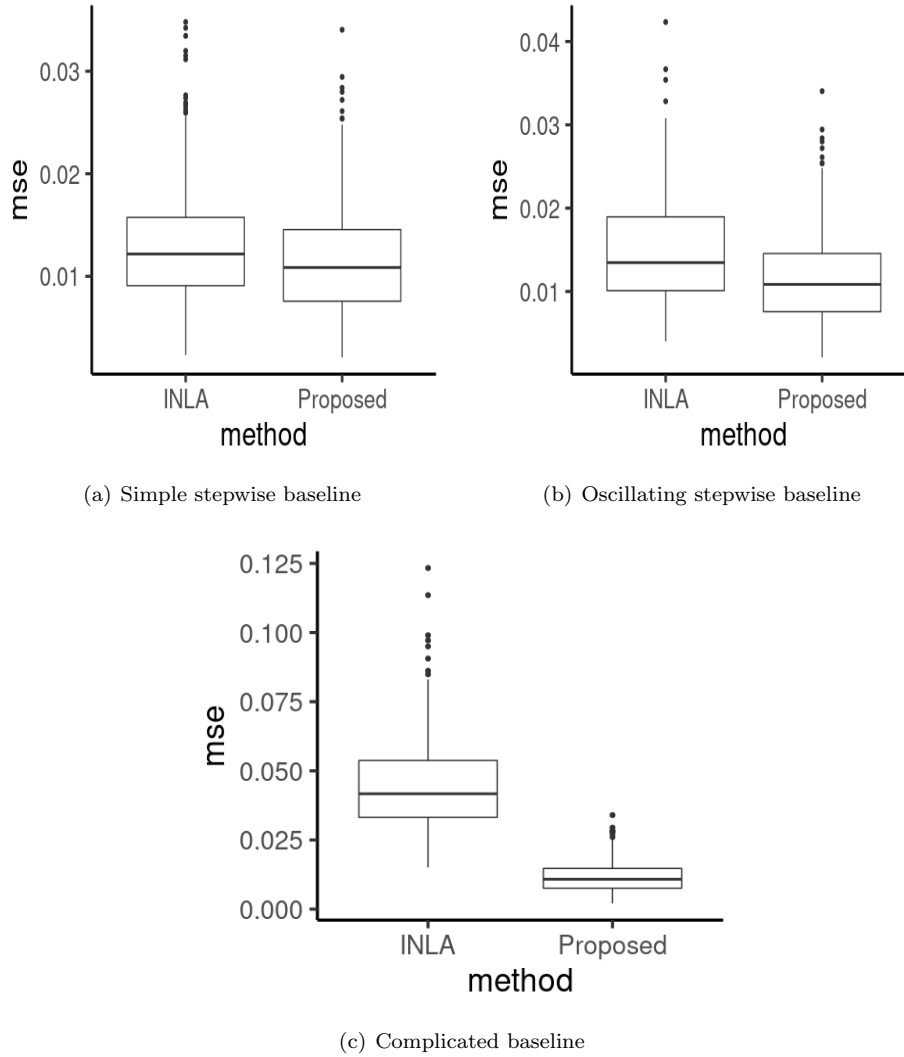 mse
0.03
0.02
0.01
INLA Proposed
method
(a) Simple stepwise baseline
mse
0.04
0.03
0.02
0.01
INLA Proposed
method
(b) Oscillating stepwise baseline
mse
0.125
0.100
0.075
0.050
0.025
0.000
INLA Proposed
method
(c) Complicated baseline